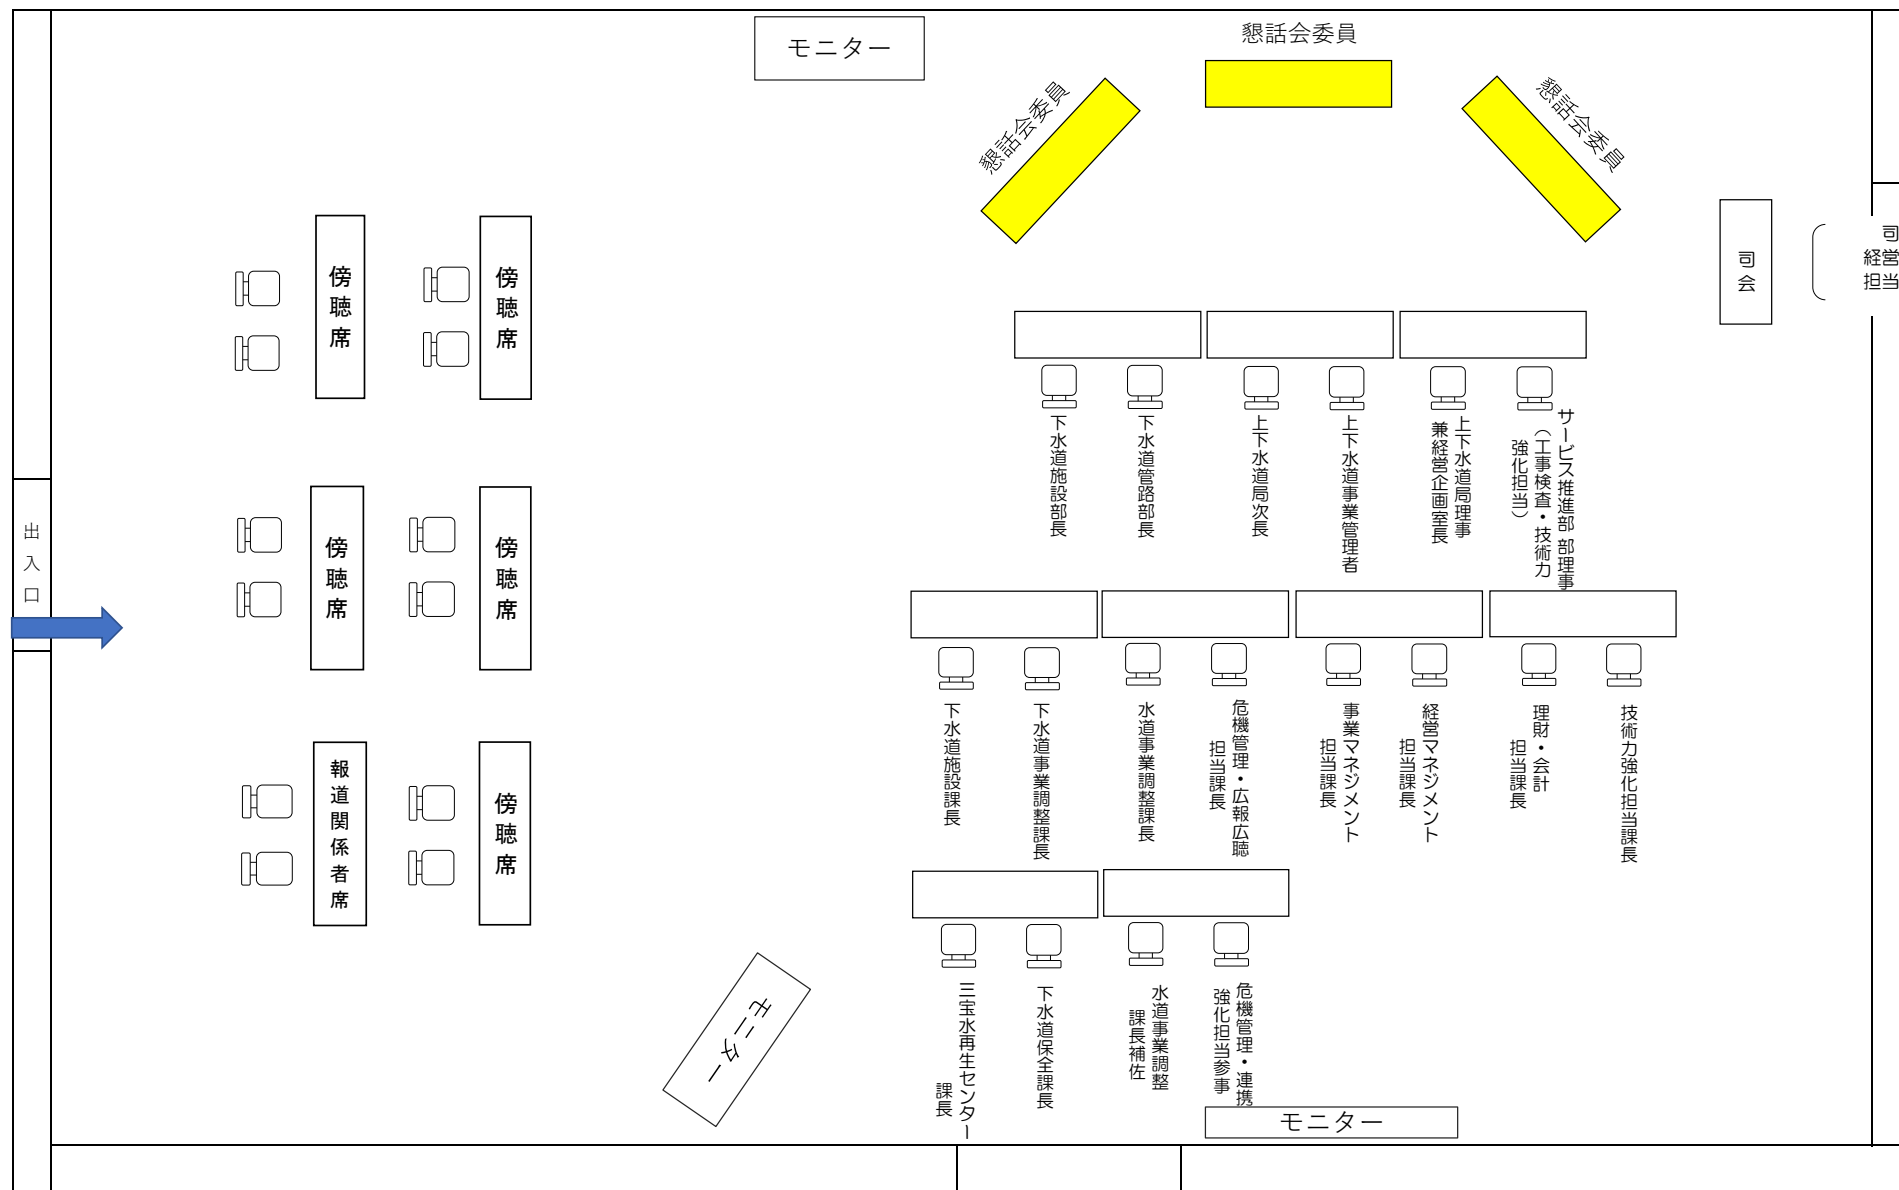 モニター
懇話会委員
懇話会委員
懇話会委員
傍聴席
傍聴席
司会
司
経営
担当
下水道施設部長
下水道管路部長
上下水道局次長
上下水道事業管理者
上下水道局理事
兼経営企画室長
サービス推進部 部理事
（工事検査・技術力
強化担当）
出入口
傍聴席
傍聴席
下水道施設課長
下水道事業調整課長
水道事業調整課長
危機管理・広報広聴
担当課長
事業マネジメント
担当課長
経営マネジメント
担当課長
理財・会計
担当課長
技術力強化担当課長
報道関係者席
傍聴席
モニター
三宝水再生センター
課長
下水道保全課長
水道事業調整
課長補佐
危機管理・連携
強化担当参事
モニター